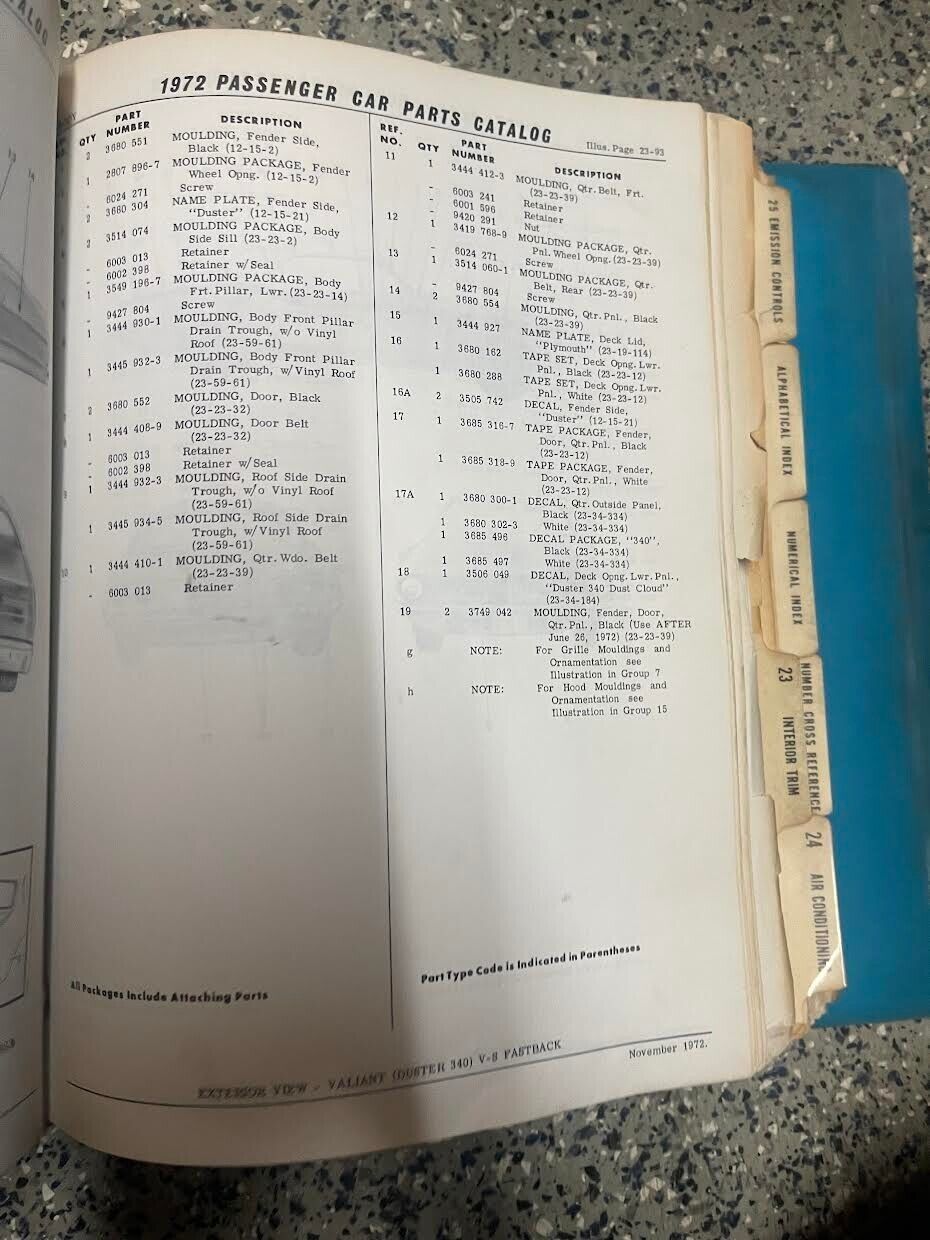 CATALOG
14
1972 PASSENGER CAR PARTS CATALOG
Illus. Page 23-93
QTY PART NUMBER DESCRIPTION
2 3680 551 MOULDING, Fender Side,
Black (12-15-2)
1 2807 896-7 MOULDING PACKAGE, Fender
Wheel Opng. (12-15-2)
- 6024 271 Screw
2 3680 304 NAME PLATE, Fender Side,
"Duster" (12-15-21)
2 3514 074 MOULDING PACKAGE, Body
Side Sill (23-23-2)
- 6003 013 Retainer
- 6002 398 Retainer w/Seal
1 3549 196-7 MOULDING PACKAGE, Body
Frt. Pillar, Lwr. (23-23-14)
- 9427 804 Screw
1 3444 930-1 MOULDING, Body Front Pillar
Drain Trough, w/o Vinyl
Roof (23-59-61)
1 3445 932-3 MOULDING, Body Front Pillar
Drain Trough, w/Vinyl Roof
(23-59-61)
2 3680 552 MOULDING, Door, Black
(23-23-32)
1 3444 408-9 MOULDING, Door Belt
(23-23-32)
- 6003 013 Retainer
- 6002 398 Retainer w/Seal
1 3444 932-3 MOULDING, Roof Side Drain
Trough, w/o Vinyl Roof
(23-59-61)
1 3445 934-5 MOULDING, Roof Side Drain
Trough, w/Vinyl Roof
(23-59-61)
10 1 3444 410-1 MOULDING, Qtr. Wdo. Belt
(23-23-39)
- 6003 013 Retainer
All Packages Include Attaching Parts
REF. NO. QTY PART NUMBER DESCRIPTION
11 1 3444 412-3 MOULDING, Qtr. Belt, Frt.
(23-23-39)
- 6003 241 Retainer
- 6001 596 Retainer
- 9420 291 Nut
12 1 3419 768-9 MOULDING PACKAGE, Qtr.
Pnl. Wheel Opng. (23-23-39)
- 6024 271 Screw
13 1 3514 060-1 MOULDING PACKAGE, Qtr.
Belt, Rear (23-23-39)
- 9427 804 Screw
14 2 3680 554 MOULDING, Qtr. Pnl., Black
(23-23-39)
15 1 3444 927 NAME PLATE, Deck Lid,
"Plymouth" (23-19-114)
16 1 3680 162 TAPE SET, Deck Opng. Lwr.
Pnl., Black (23-23-12)
1 3680 288 TAPE SET, Deck Opng. Lwr.
Pnl., White (23-23-12)
16A 2 3505 742 DECAL, Fender Side,
"Duster" (12-15-21)
17 1 3685 316-7 TAPE PACKAGE, Fender,
Door, Qtr. Pnl., Black
(23-23-12)
1 3685 318-9 TAPE PACKAGE, Fender,
Door, Qtr. Pnl., White
(23-23-12)
17A 1 3680 300-1 DECAL, Qtr. Outside Panel,
Black (23-34-334)
1 3680 302-3 White (23-34-334)
1 3685 496 DECAL PACKAGE, "340",
Black (23-34-334)
1 3685 497 White (23-34-334)
18 1 3506 049 DECAL, Deck Opng. Lwr. Pnl.,
"Duster 340 Dust Cloud"
(23-34-184)
19 2 3749 042 MOULDING, Fender, Door,
Qtr. Pnl., Black (Use AFTER
June 26, 1972) (23-23-39)
g NOTE: For Grille Mouldings and
Ornamentation see
Illustration in Group 7
h NOTE: For Hood Mouldings and
Ornamentation see
Illustration in Group 15
Part Type Code is Indicated in Parentheses
EXTERIOR VIEW - VALIANT (DUSTER 340) V-8 FASTBACK
November 1972.
25 EMISSION CONTROLS
ALPHABETICAL INDEX
NUMERICAL INDEX
NUMBER CROSS REFERENCE
23 INTERIOR TRIM
24 AIR CONDITIONING